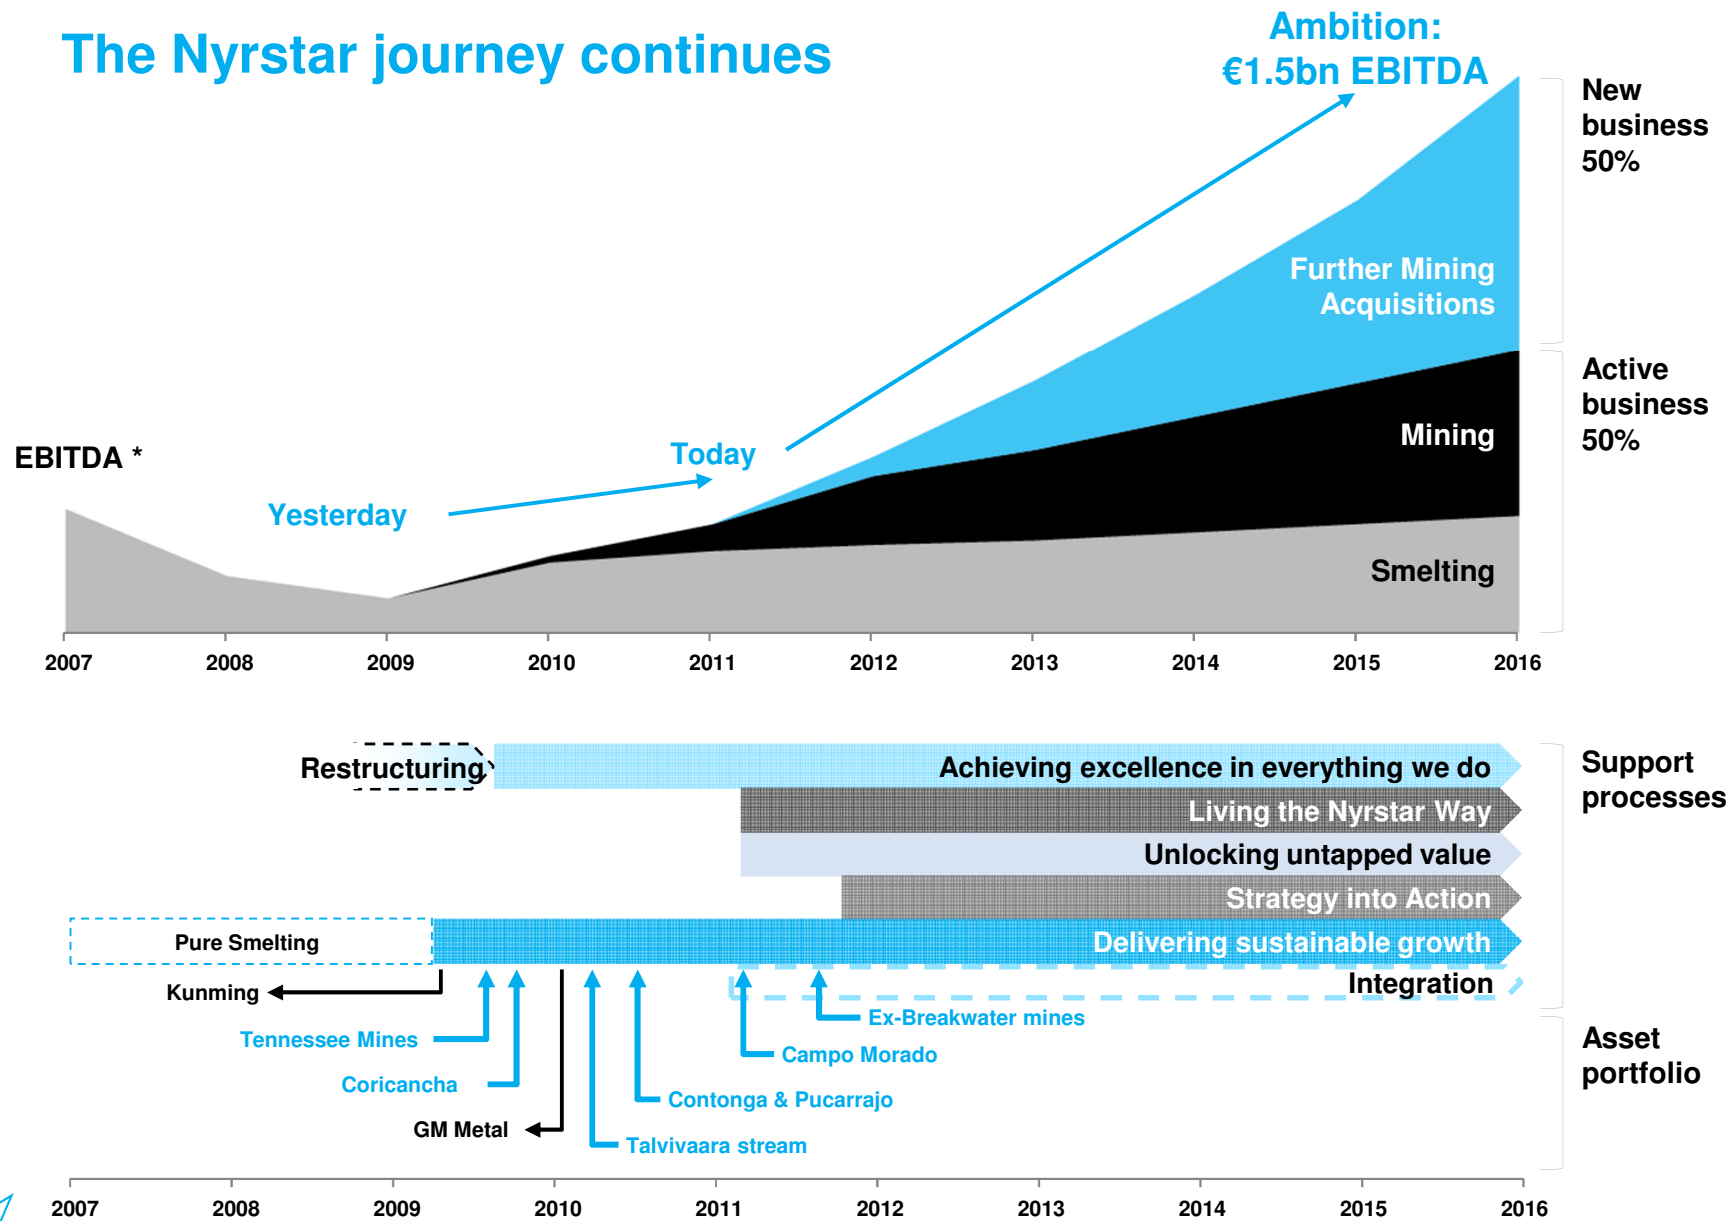 The Nyrstar journey continues
Ambition:
€1.5bn EBITDA
New
business
50%
Further Mining
Acquisitions
Active
business
50%
Mining
EBITDA *
Today
Yesterday
Smelting
2007 2008 2009 2010 2011 2012 2013 2014 2015 2016
Restructuring
Achieving excellence in everything we do
Support
processes
Living the Nyrstar Way
Unlocking untapped value
Strategy into Action
Pure Smelting
Delivering sustainable growth
Integration
Kunming
Ex-Breakwater mines
Tennessee Mines
Campo Morado
Asset
portfolio
Coricancha
Contonga & Pucarrajo
GM Metal
Talvivaara stream
2007 2008 2009 2010 2011 2012 2013 2014 2015 2016